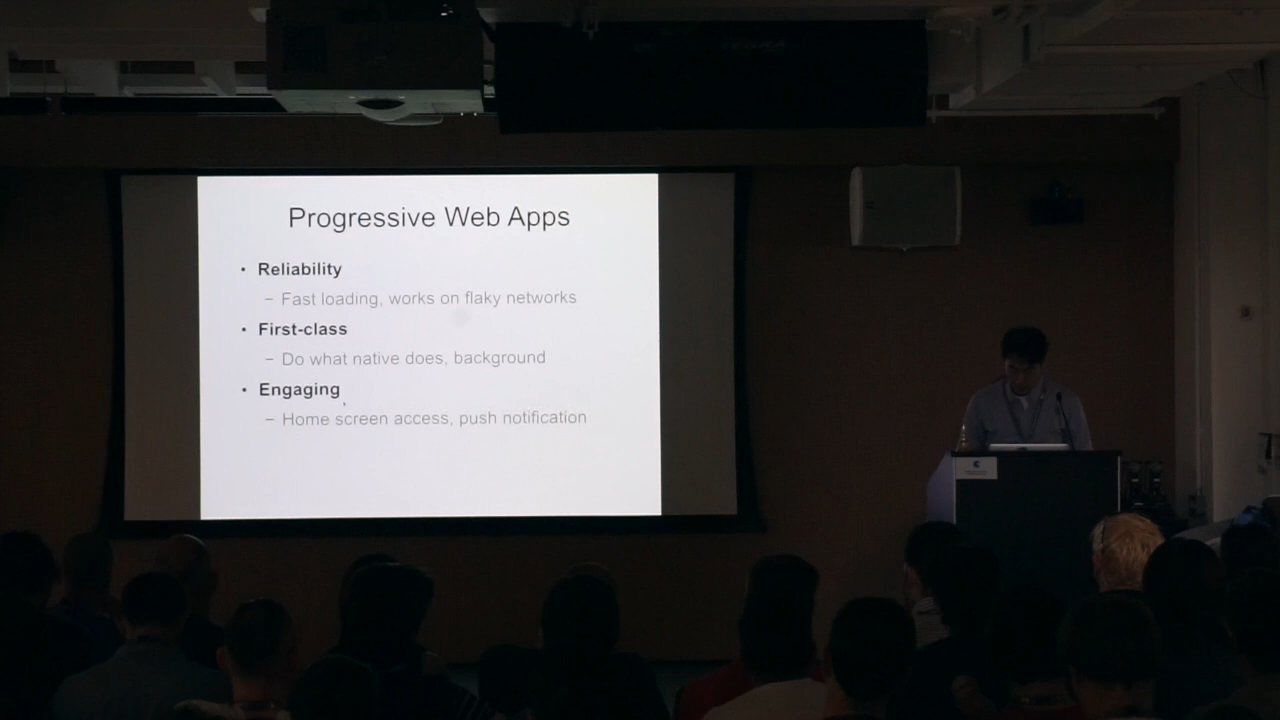 Progressive Web Apps
• Reliability
– Fast loading, works on flaky networks
• First-class
– Do what native does, background
• Engaging
– Home screen access, push notification